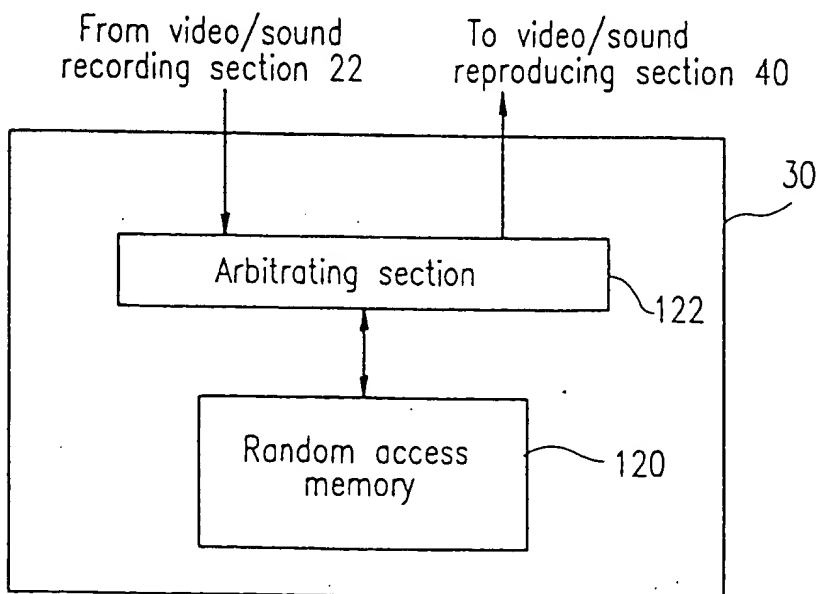 From video/sound
recording section 22
To video/sound
reproducing section 40
30
Arbitrating section
122
Random access
memory
120